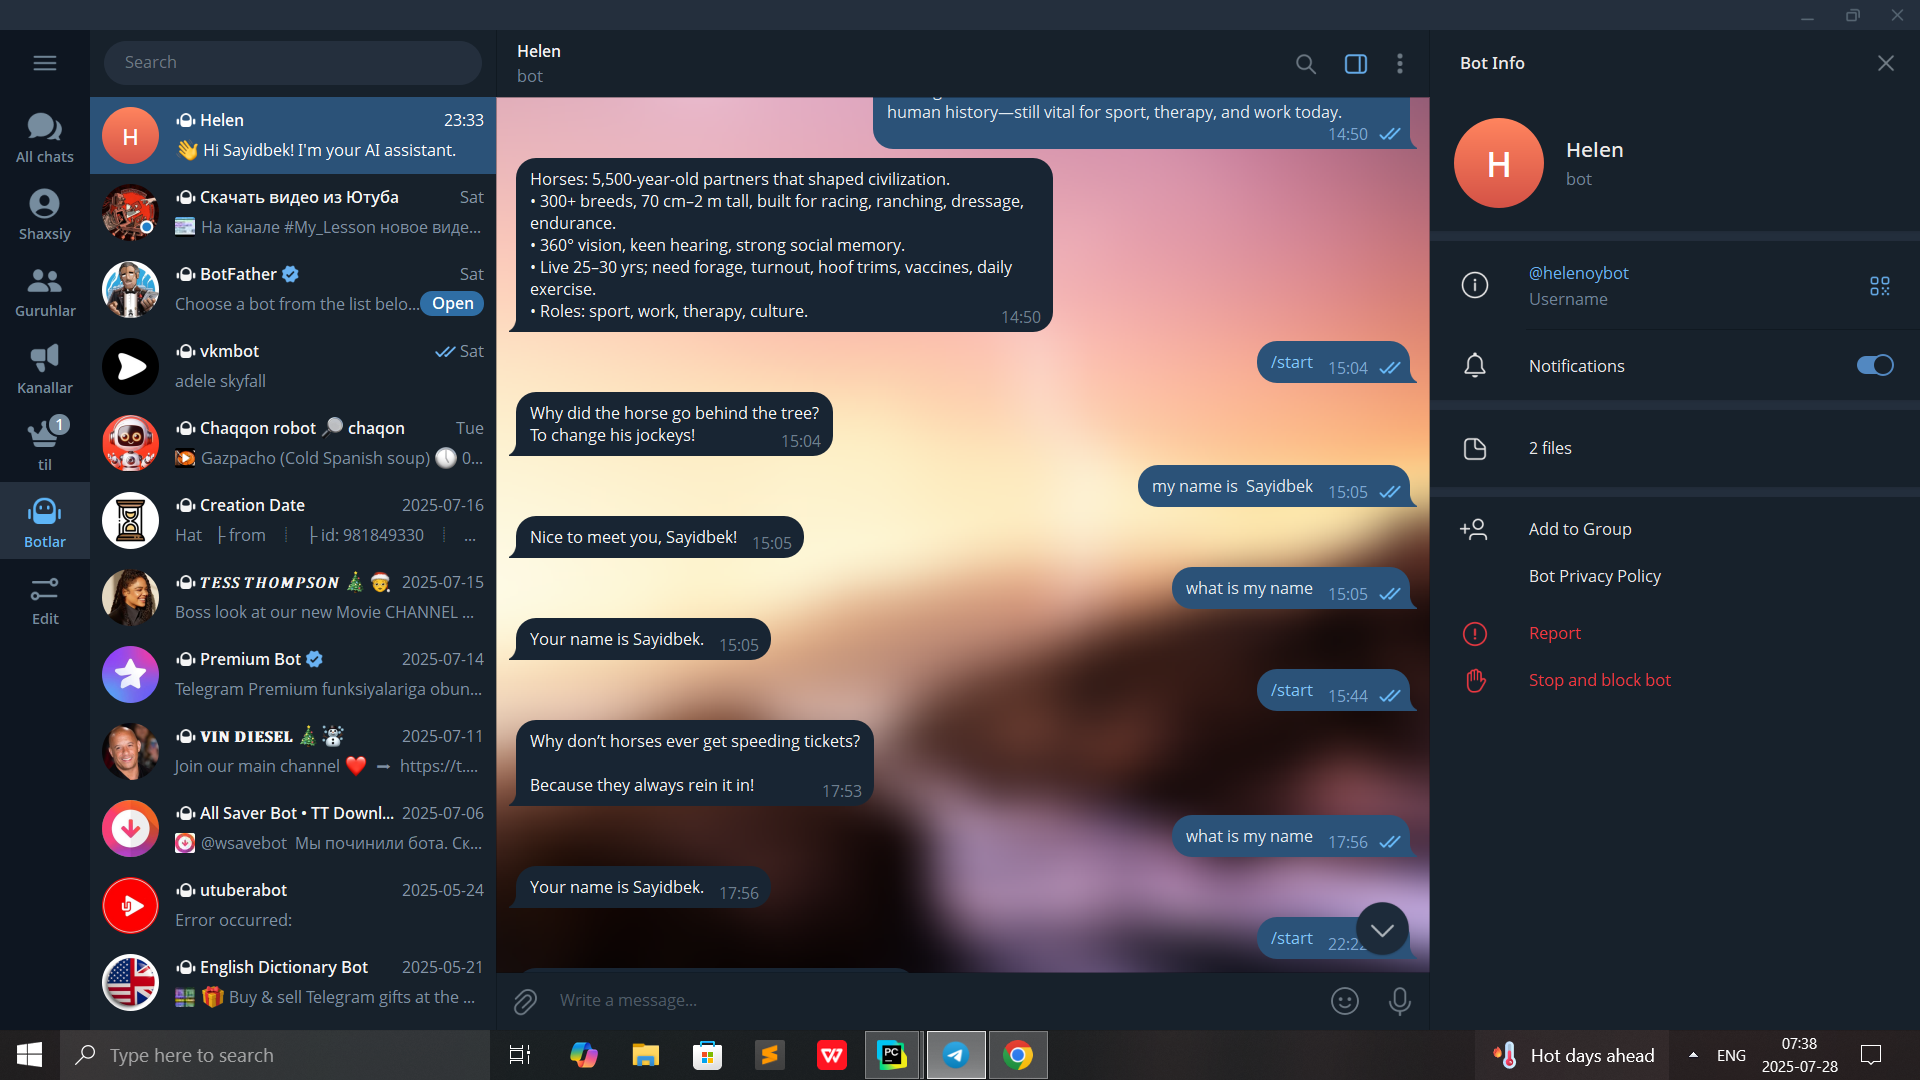 Search
All chats
Shaxsiy
Guruhlar
Kanallar
1
til
Botlar
Edit
H
Helen
23:33
👋 Hi Sayidbek! I'm your AI assistant.
Скачать видео из Ютуба
Sat
На канале #My_Lesson новое виде...
BotFather
Sat
Choose a bot from the list belo...
Open
vkmbot
Sat
adele skyfall
Chaqqon robot 🔎 chaqon
Tue
Gazpacho (Cold Spanish soup) 🕔 0...
Creation Date
2025-07-16
Hat ├ from ┊ ├ id: 981849330 ┊ ...
TESS THOMPSON 🎄 🧑‍🎄
2025-07-15
Boss look at our new Movie CHANNEL ...
Premium Bot
2025-07-14
Telegram Premium funksiyalariga obun...
VIN DIESEL 🎄 ☃️
2025-07-11
Join our main channel ❤️ ➡ https://t....
All Saver Bot • TT Downl...
2025-07-06
@wsavebot Мы починили бота. Ск...
utuberabot
2025-05-24
Error occurred:
English Dictionary Bot
2025-05-21
🎁 Buy & sell Telegram gifts at the ...
Helen
bot
human history—still vital for sport, therapy, and work today.
14:50
Horses: 5,500-year-old partners that shaped civilization.
• 300+ breeds, 70 cm–2 m tall, built for racing, ranching, dressage,
endurance.
• 360° vision, keen hearing, strong social memory.
• Live 25–30 yrs; need forage, turnout, hoof trims, vaccines, daily
exercise.
• Roles: sport, work, therapy, culture.
14:50
/start 15:04
Why did the horse go behind the tree?
To change his jockeys!
15:04
my name is  Sayidbek 15:05
Nice to meet you, Sayidbek! 15:05
what is my name 15:05
Your name is Sayidbek. 15:05
/start 15:44
Why don’t horses ever get speeding tickets?
Because they always rein it in!
17:53
what is my name 17:56
Your name is Sayidbek. 17:56
/start
Write a message...
Bot Info
H
Helen
bot
@helenoybot
Username
Notifications
2 files
Add to Group
Bot Privacy Policy
Report
Stop and block bot
Type here to search
PC
Hot days ahead
ENG
07:38
2025-07-28